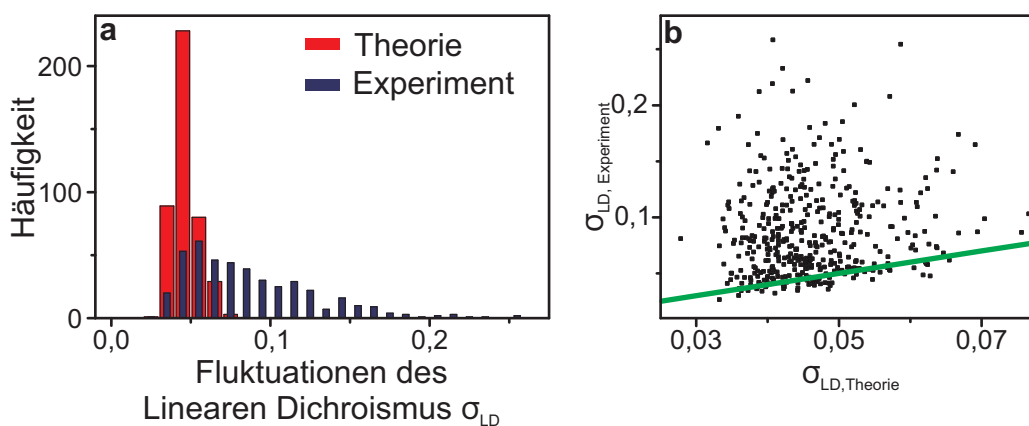 a
Theorie
Experiment
200
100
0
Häufigkeit
0,0
0,1
0,2
Fluktuationen des
Linearen Dichroismus σLD
b
0,2
0,1
σLD, Experiment
0,03
0,05
0,07
σLD,Theorie